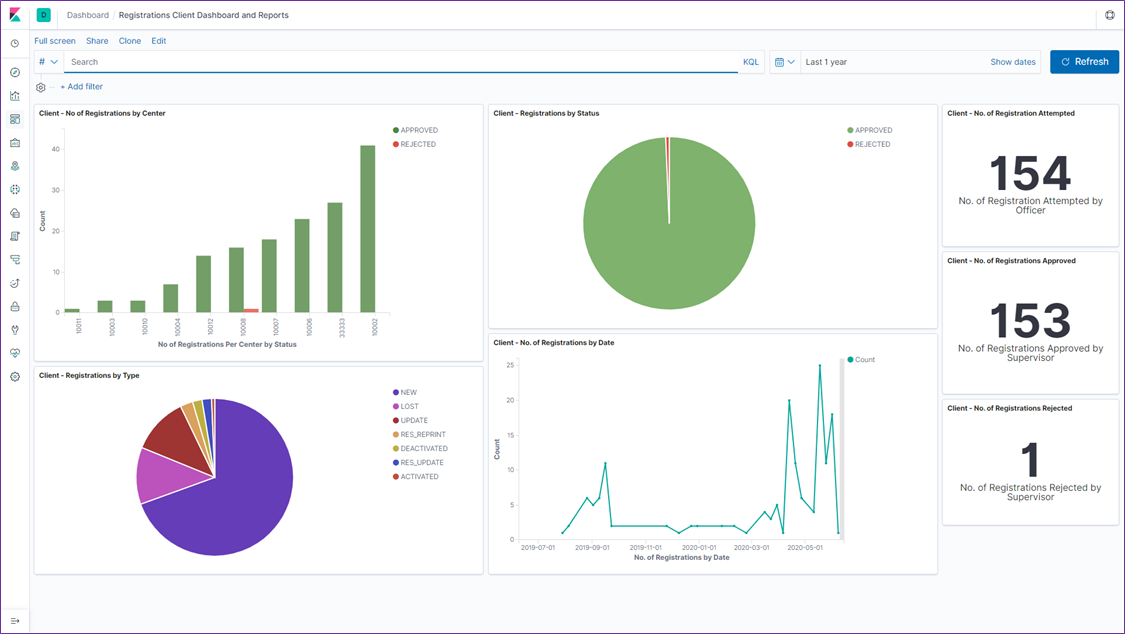 D Dashboard / Registrations Client Dashboard and Reports
Full screen Share Clone Edit
# Search KQL Last 1 year Show dates Refresh
+ Add filter
Client - No of Registrations by Center
APPROVED
REJECTED
40
30
20
10
0
Count
10011 10003 10010 10004 10012 10008 10007 10006 33333 10002
No of Registrations Per Center by Status
Client - Registrations by Status
APPROVED
REJECTED
Client - No. of Registration Attempted
154
No. of Registration Attempted by
Officer
Client - No. of Registrations Approved
153
No. of Registrations Approved by
Supervisor
Client - Registrations by Type
NEW
LOST
UPDATE
RES_REPRINT
DEACTIVATED
RES_UPDATE
ACTIVATED
Client - No. of Registrations by Date
Count
25
20
15
10
5
0
Count
2019-07-01 2019-09-01 2019-11-01 2020-01-01 2020-03-01 2020-05-01
No. of Registrations by Date
Client - No. of Registrations Rejected
1
No. of Registrations Rejected by
Supervisor